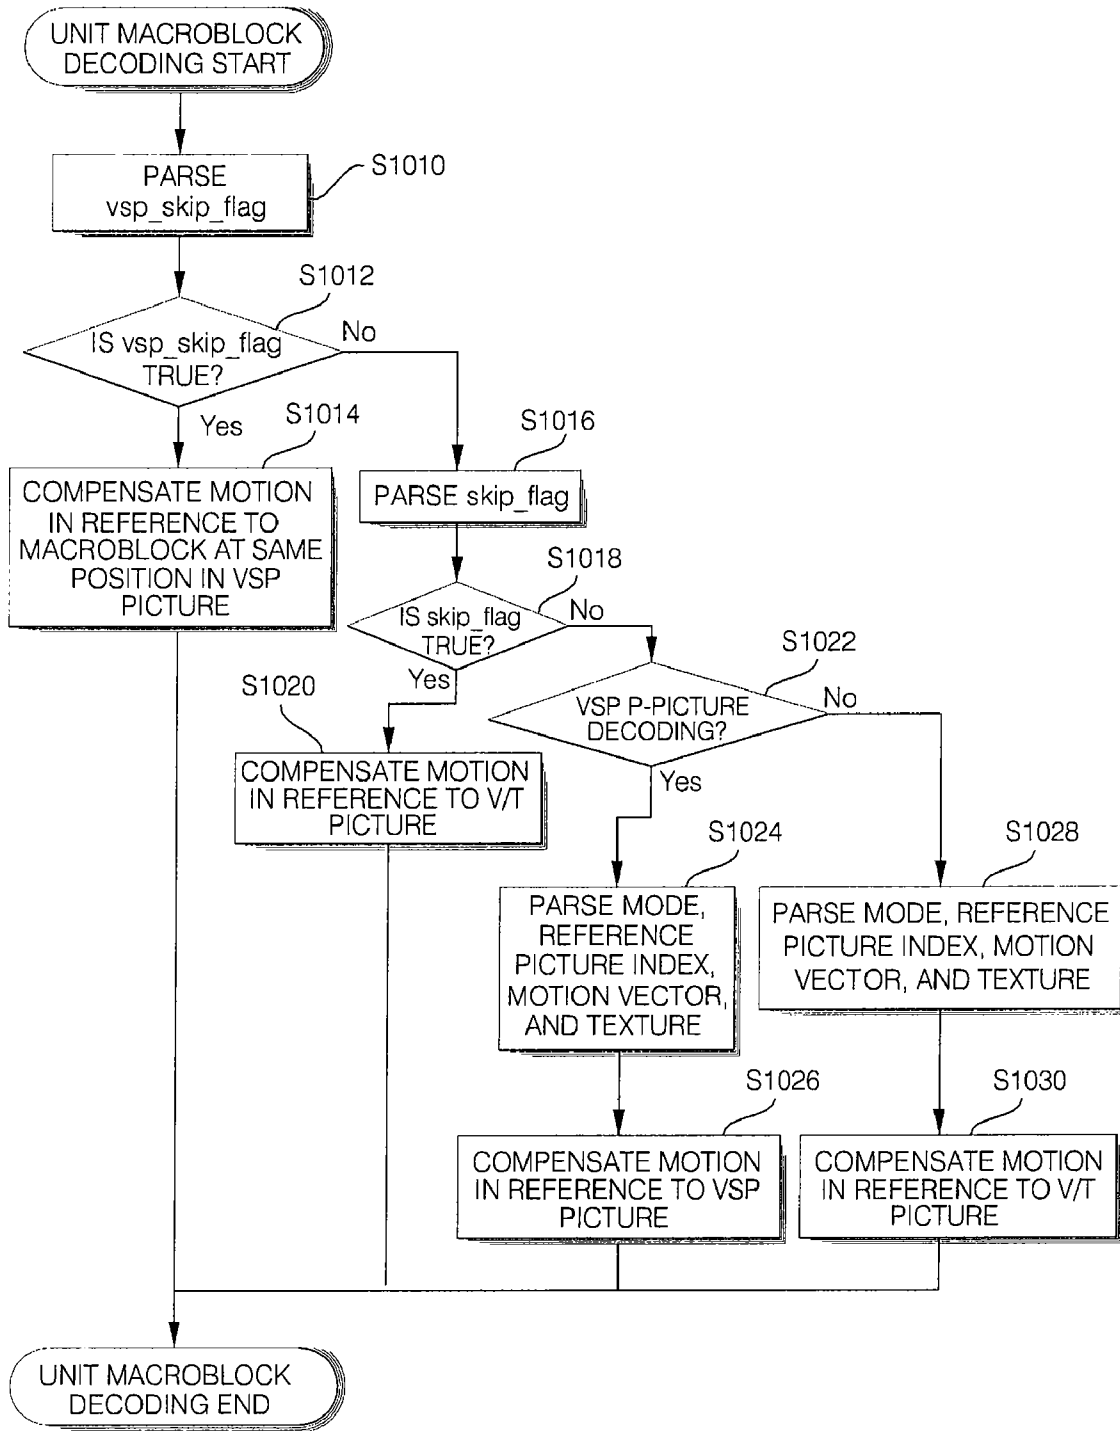 UNIT MACROBLOCK
DECODING START
PARSE
vsp_skip_flag
S1010
S1012
IS vsp_skip_flag
TRUE?
No
Yes
S1014
COMPENSATE MOTION
IN REFERENCE TO
MACROBLOCK AT SAME
POSITION IN VSP
PICTURE
S1016
PARSE skip_flag
S1018
IS skip_flag
TRUE?
No
Yes
S1020
COMPENSATE MOTION
IN REFERENCE TO V/T
PICTURE
S1022
VSP P-PICTURE
DECODING?
No
Yes
S1024
PARSE MODE,
REFERENCE
PICTURE INDEX,
MOTION VECTOR,
AND TEXTURE
S1028
PARSE MODE, REFERENCE
PICTURE INDEX, MOTION
VECTOR, AND TEXTURE
S1026
COMPENSATE MOTION
IN REFERENCE TO VSP
PICTURE
S1030
COMPENSATE MOTION
IN REFERENCE TO V/T
PICTURE
UNIT MACROBLOCK
DECODING END